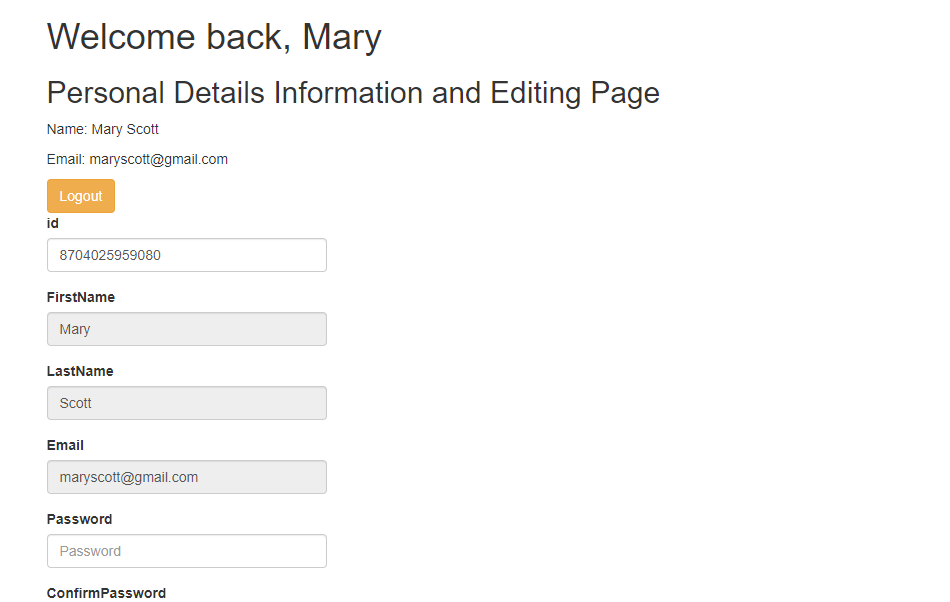 Welcome back, Mary
Personal Details Information and Editing Page
Name: Mary Scott
Email: maryscott@gmail.com
Logout
id
8704025959080
FirstName
Mary
LastName
Scott
Email
maryscott@gmail.com
Password
Password
ConfirmPassword